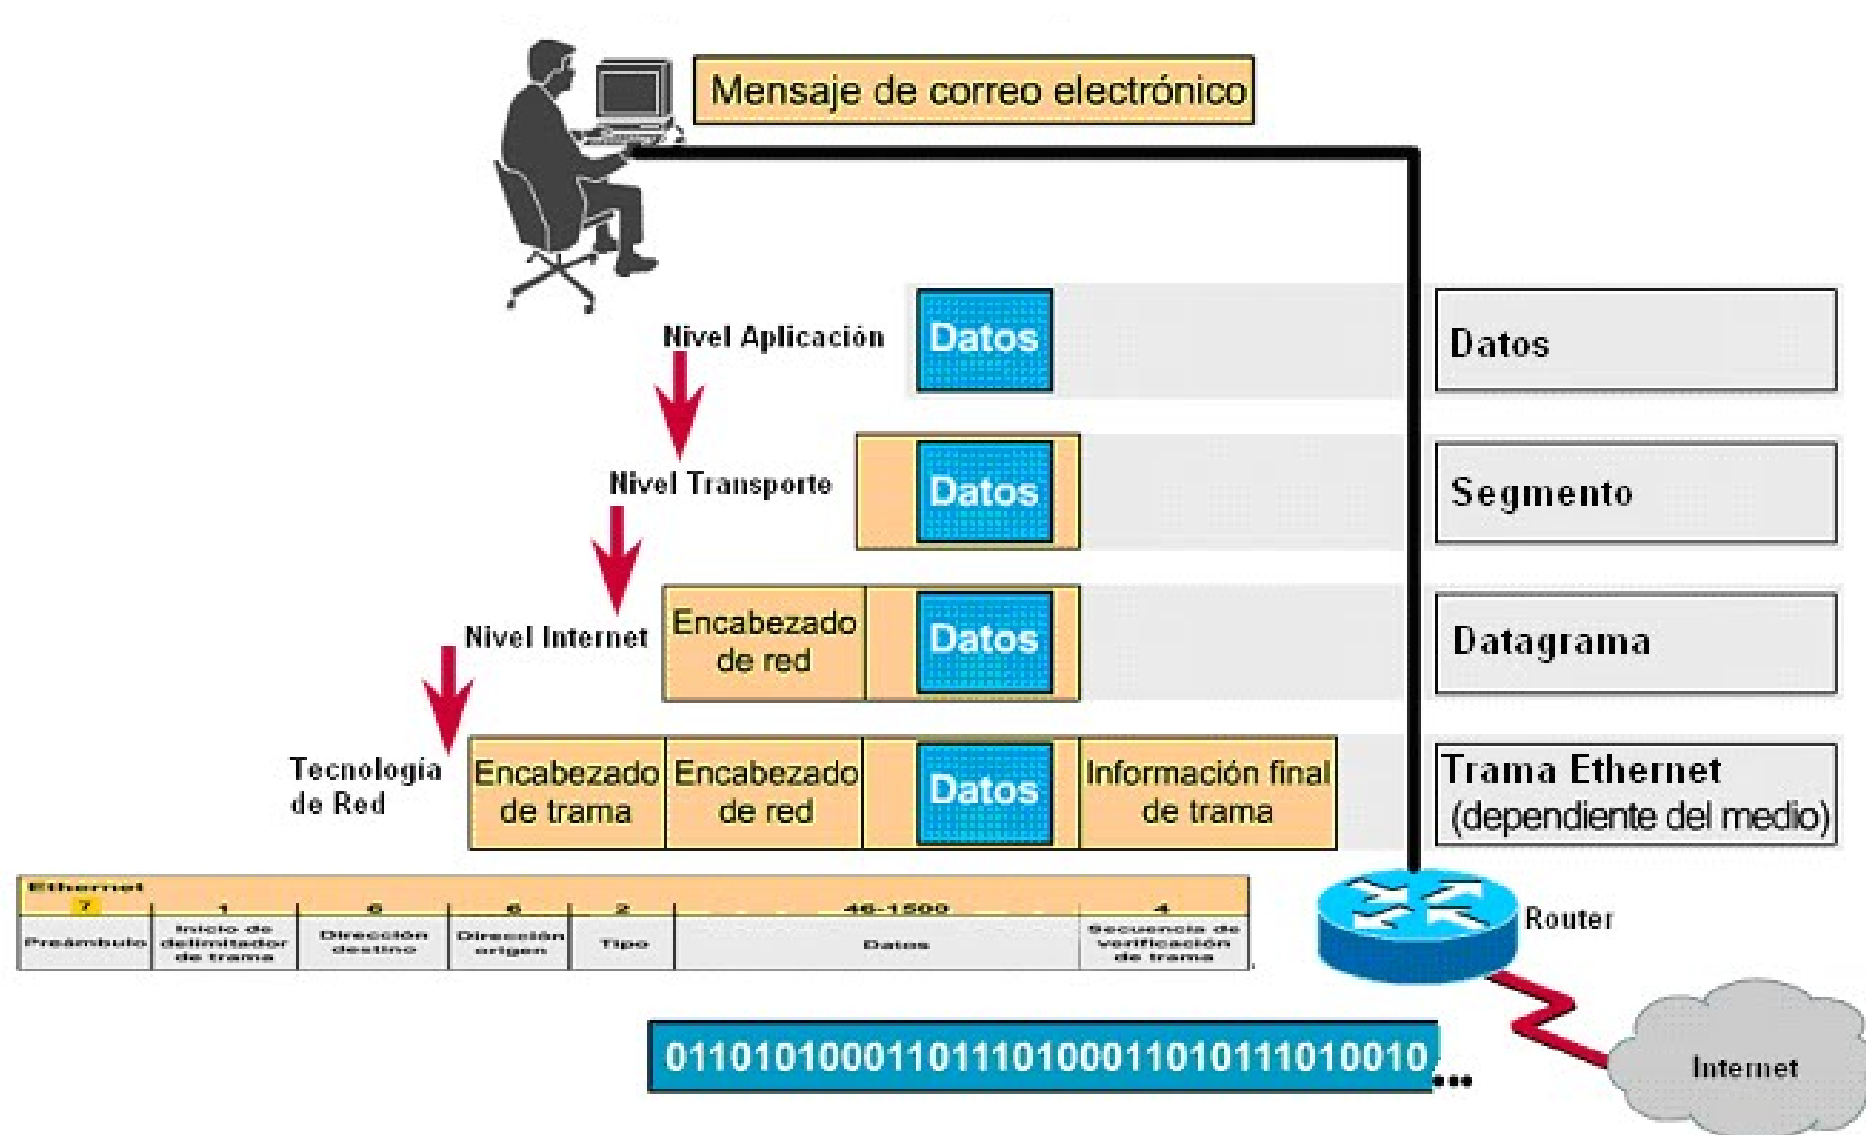 Mensaje de correo electrónico
Nivel Aplicación
Datos
Datos
Nivel Transporte
Datos
Segmento
Nivel Internet
Encabezado
de red
Datos
Datagrama
Tecnología
de Red
Encabezado
de trama
Encabezado
de red
Datos
Información final
de trama
Trama Ethernet
(dependiente del medio)
Ethernet
7 1 6 6 2 46-1500 4
Preámbulo
Inicio de
delimitador
de trama
Dirección
destino
Dirección
origen
Tipo
Datos
Secuencia de
verificación
de trama
Router
0110101000110111010001101011101010010...
Internet